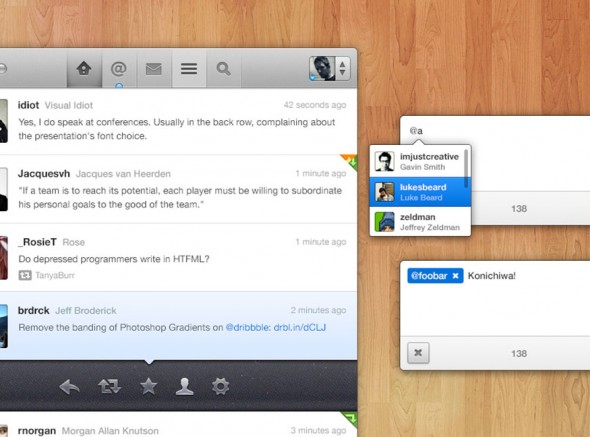 idiot Visual Idiot 42 seconds ago
Yes, I do speak at conferences. Usually in the back row, complaining about
the presentation's font choice.
Jacquesvh Jacques van Heerden 1 minute ago
"If a team is to reach its potential, each player must be willing to subordinate
his personal goals to the good of the team."
_RosieT Rose 1 minute ago
Do depressed programmers write in HTFML?
TanyaBurr
brdrck Jeff Broderick 2 minutes ago
Remove the banding of Photoshop Gradients on @dribbble: drbl.in/dCLJ
rnorgan Morgan Allan Knutson 3 minutes ago
@a
imjustcreative
Gavin Smith
lukesbeard
Luke Beard
zeldman
Jeffrey Zeldman
138
@foobar × Konichiwa!
138